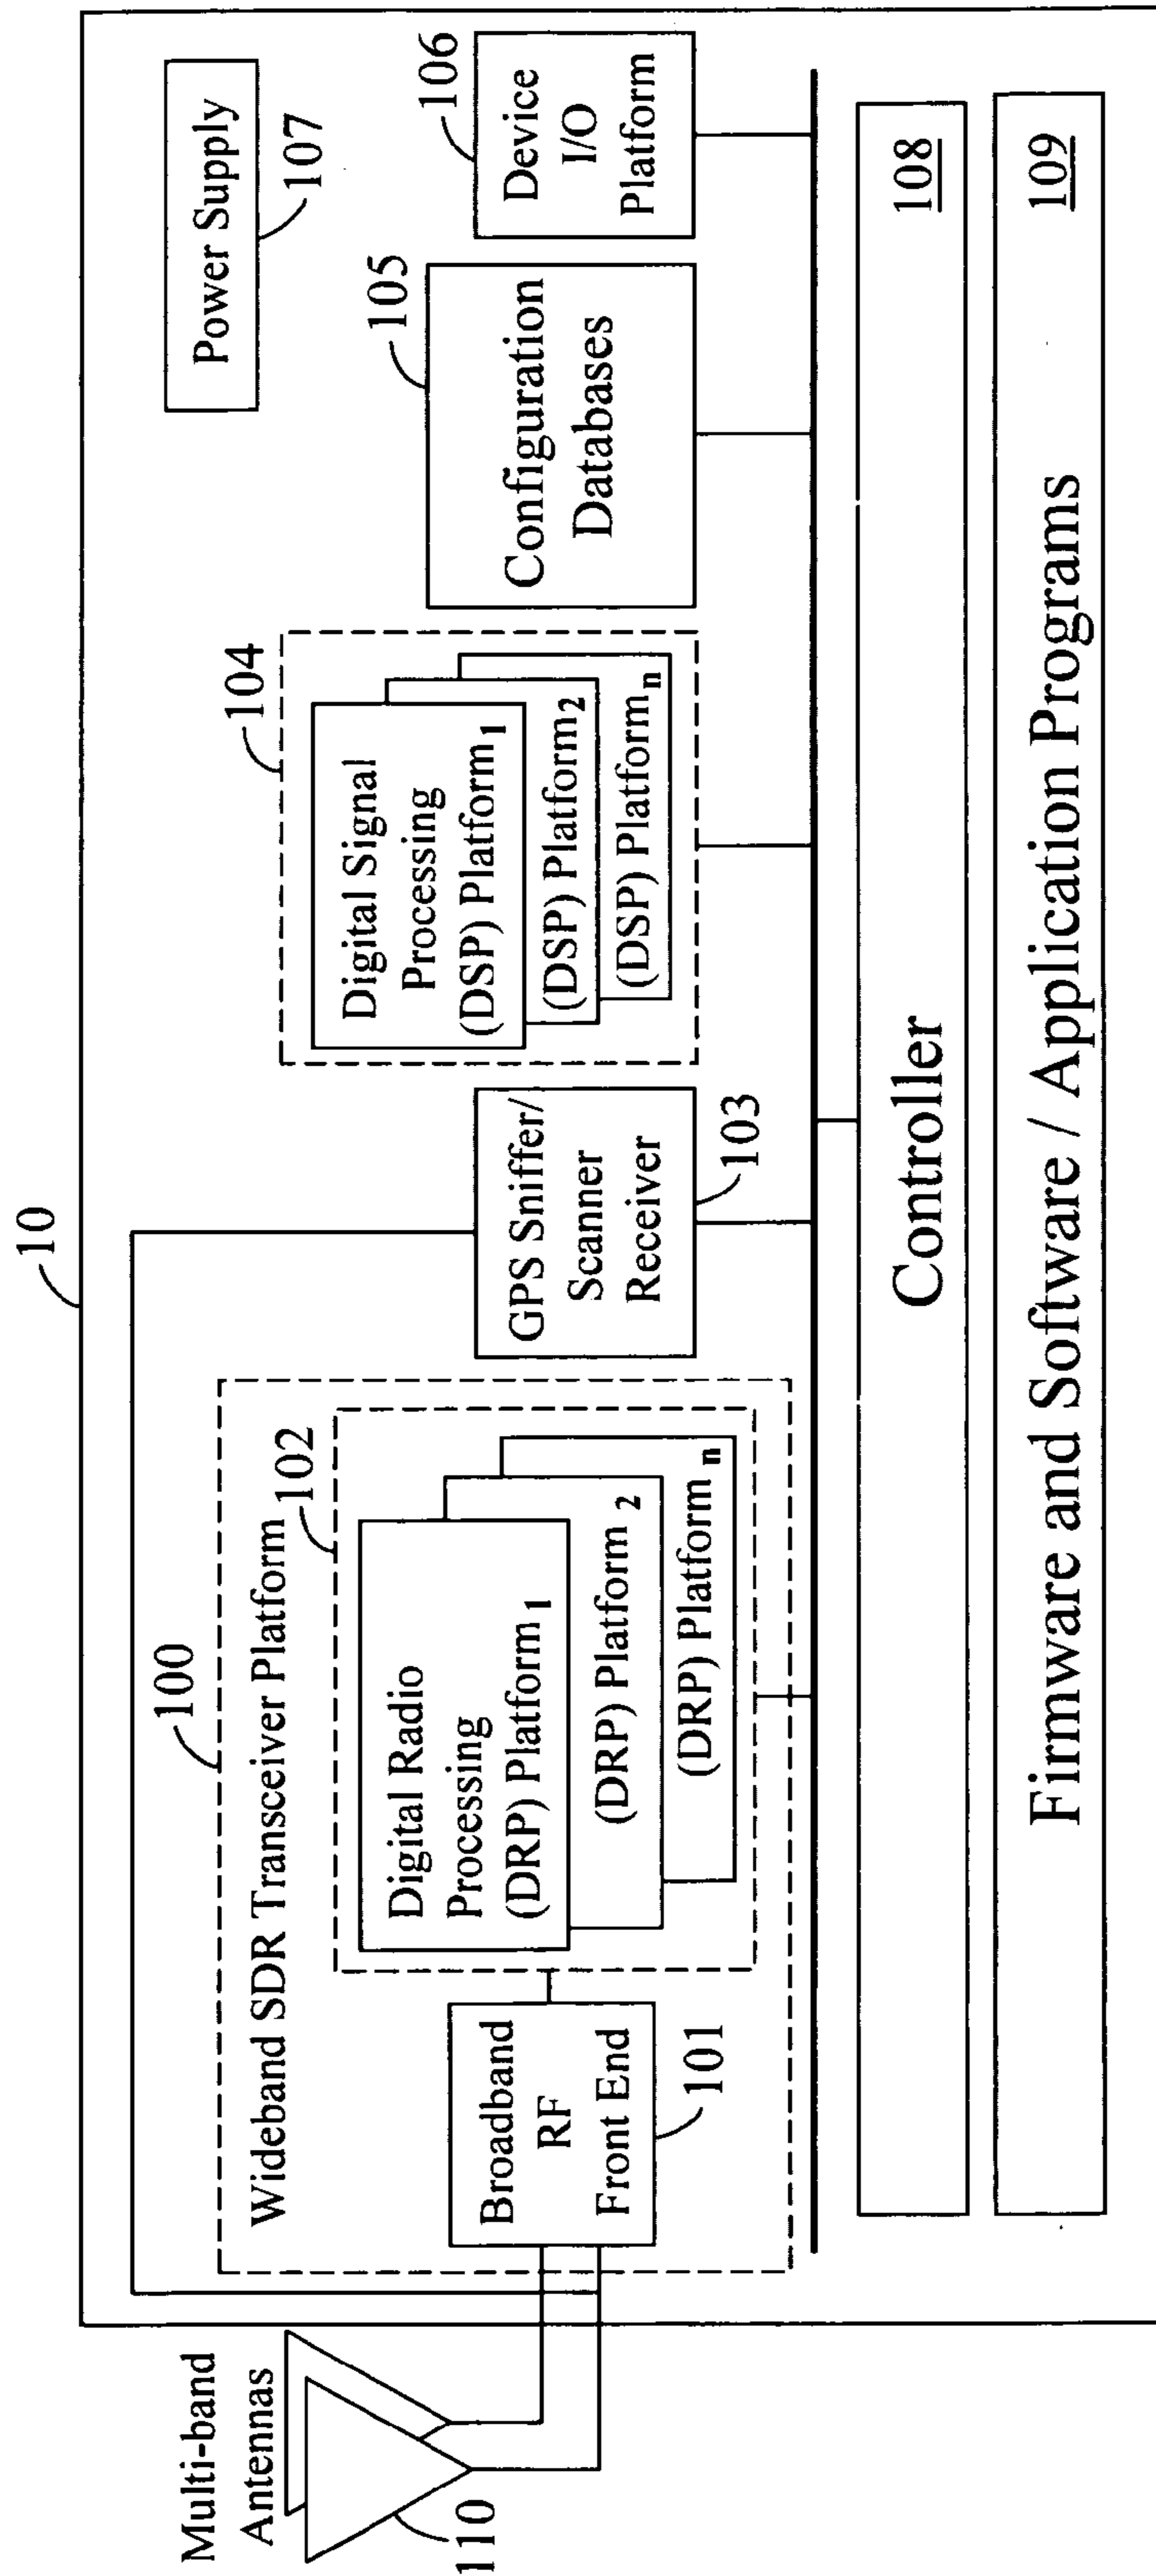 10
Multi-band
Antennas
110
100
Wideband SDR Transceiver Platform
Broadband
RF
Front End
101
102
Digital Radio
Processing
(DRP) Platform1
(DRP) Platform 2
(DRP) Platform n
GPS Sniffer/
Scanner
Receiver
103
104
Digital Signal
Processing
(DSP) Platform1
(DSP) Platform2
(DSP) Platformn
105
Configuration
Databases
106
Device
I/O
Platform
Power Supply
107
Controller
108
Firmware and Software / Application Programs
109